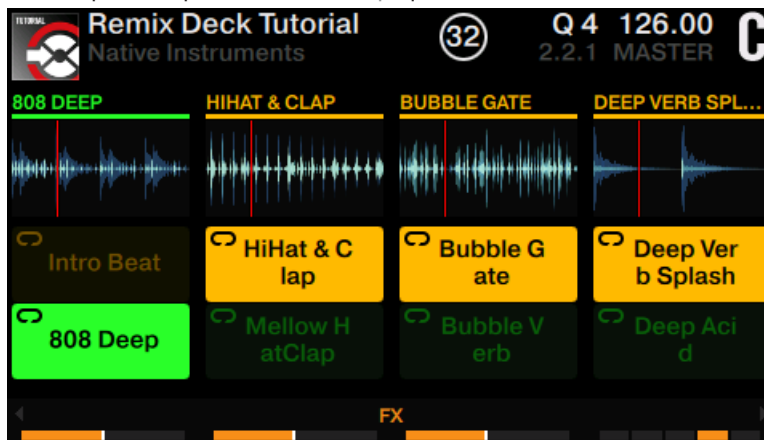 TUTORIAL
Remix Deck Tutorial
Native Instruments
32
Q 4 126.00
2.2.1 MASTER
C
808 DEEP
HIHAT & CLAP
BUBBLE GATE
DEEP VERB SPL...
Intro Beat
HiHat & C
lap
Bubble G
ate
Deep Ver
b Splash
808 Deep
Mellow H
atClap
Bubble V
erb
Deep Aci
d
FX